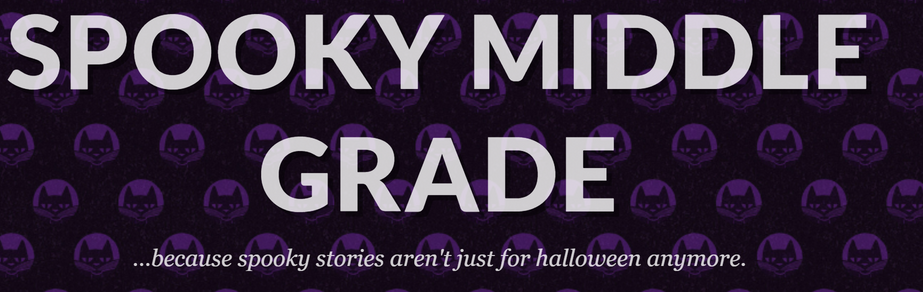 SPOOKY MIDDLE
GRADE
...because spooky stories aren't just for halloween anymore.